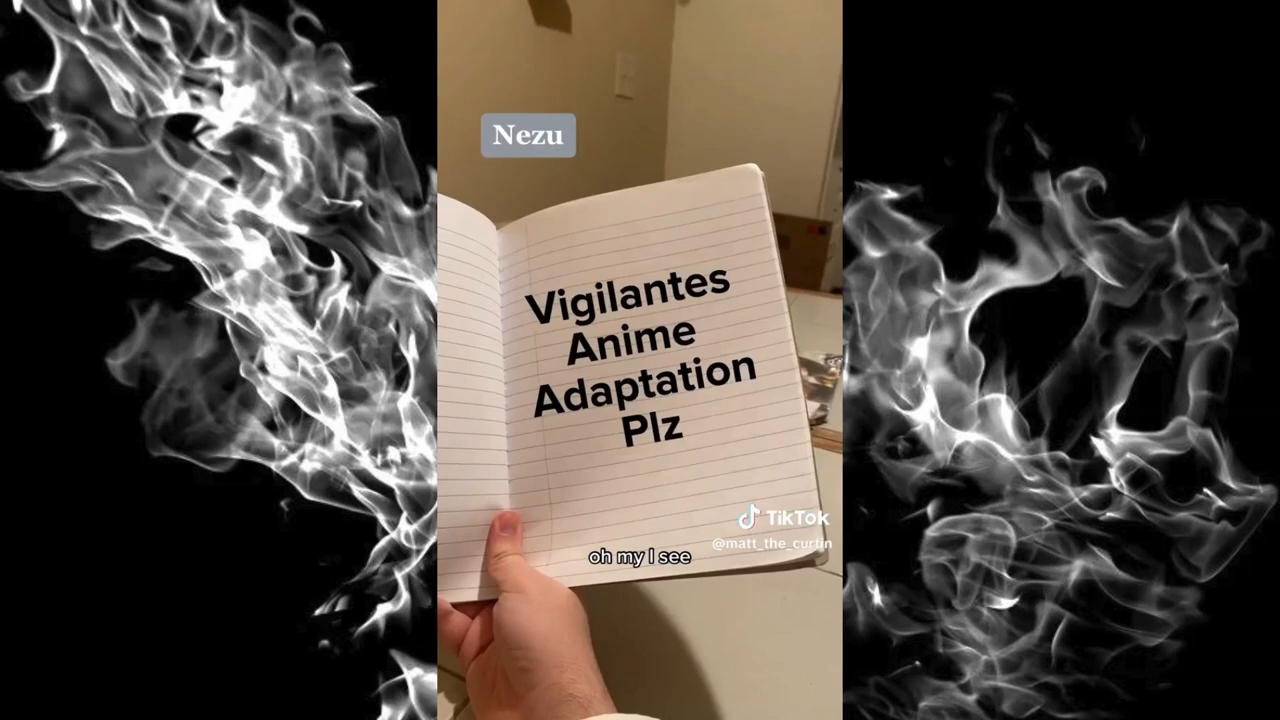 Nezu
Vigilantes
Anime
Adaptation
Plz
TikTok
@matt_the_curtin
oh my I see